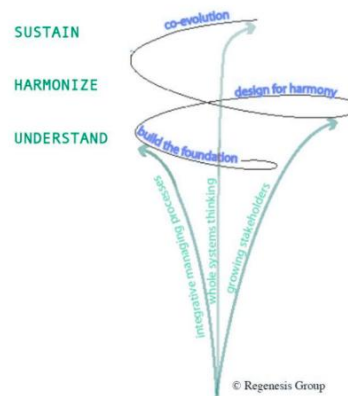 co-evolution
SUSTAIN
HARMONIZE
design for harmony
UNDERSTAND
build the foundation
integrative managing processes
whole systems thinking
growing stakeholders
© Regenesis Group